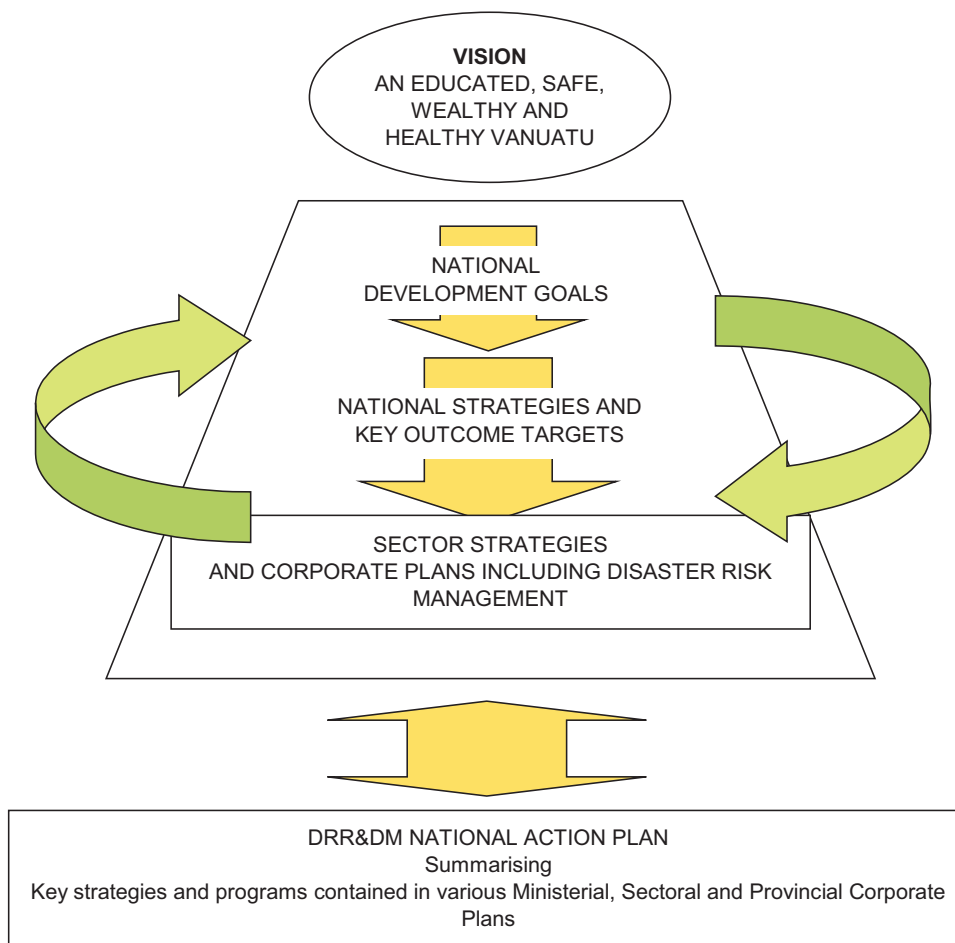 VISION
AN EDUCATED, SAFE,
WEALTHY AND
HEALTHY VANUATU
NATIONAL
DEVELOPMENT GOALS
NATIONAL STRATEGIES AND
KEY OUTCOME TARGETS
SECTOR STRATEGIES
AND CORPORATE PLANS INCLUDING DISASTER RISK
MANAGEMENT
DRR&DM NATIONAL ACTION PLAN
Summarising
Key strategies and programs contained in various Ministerial, Sectoral and Provincial Corporate
Plans